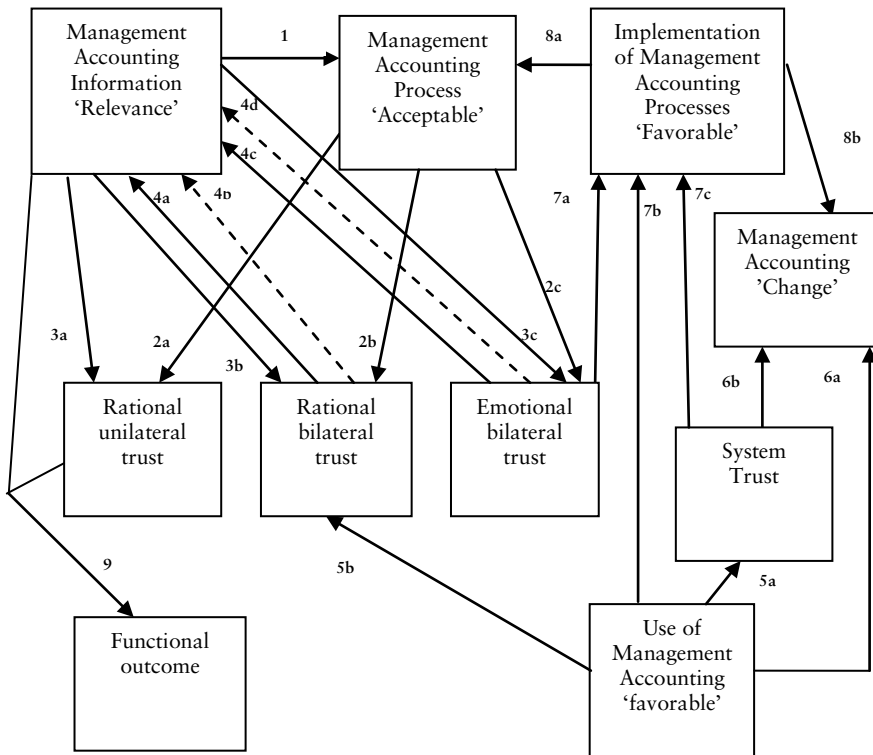 Management
Accounting
Information
‘Relevance’
1
Management
Accounting
Process
‘Acceptable’
8a
Implementation
of Management
Accounting
Processes
‘Favorable’
8b
4d
4c
4a
4b
7a
7b
7c
Management
Accounting
’Change’
3a
2a
3b
2b
2c
3c
6b
6a
Rational
unilateral
trust
Rational
bilateral
trust
Emotional
bilateral
trust
System
Trust
9
5b
5a
Functional
outcome
Use of
Management
Accounting
‘favorable’